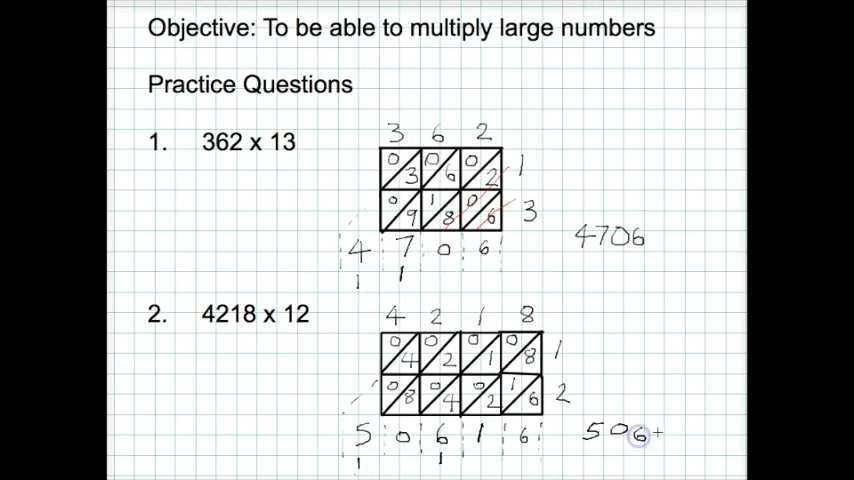 Objective: To be able to multiply large numbers
Practice Questions
1. 362 x 13
3 6 2
0 0 0
3 6 2 1
0 1 0
9 8 6 3
4 7 0 6
1 1
4706
2. 4218 x 12
4 2 1 8
0 0 0 0
4 2 1 8 1
0 0 0 1
8 4 2 6 2
5 0 6 1 6
1 1
506